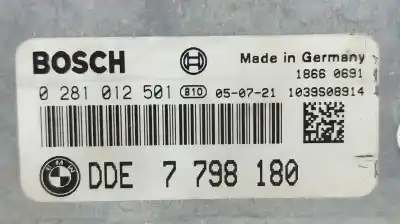 BOSCH Made in Germany
1866 0691
0 281 012 501 810 05-07-21 1039S08914
BMW DDE 7 798 180